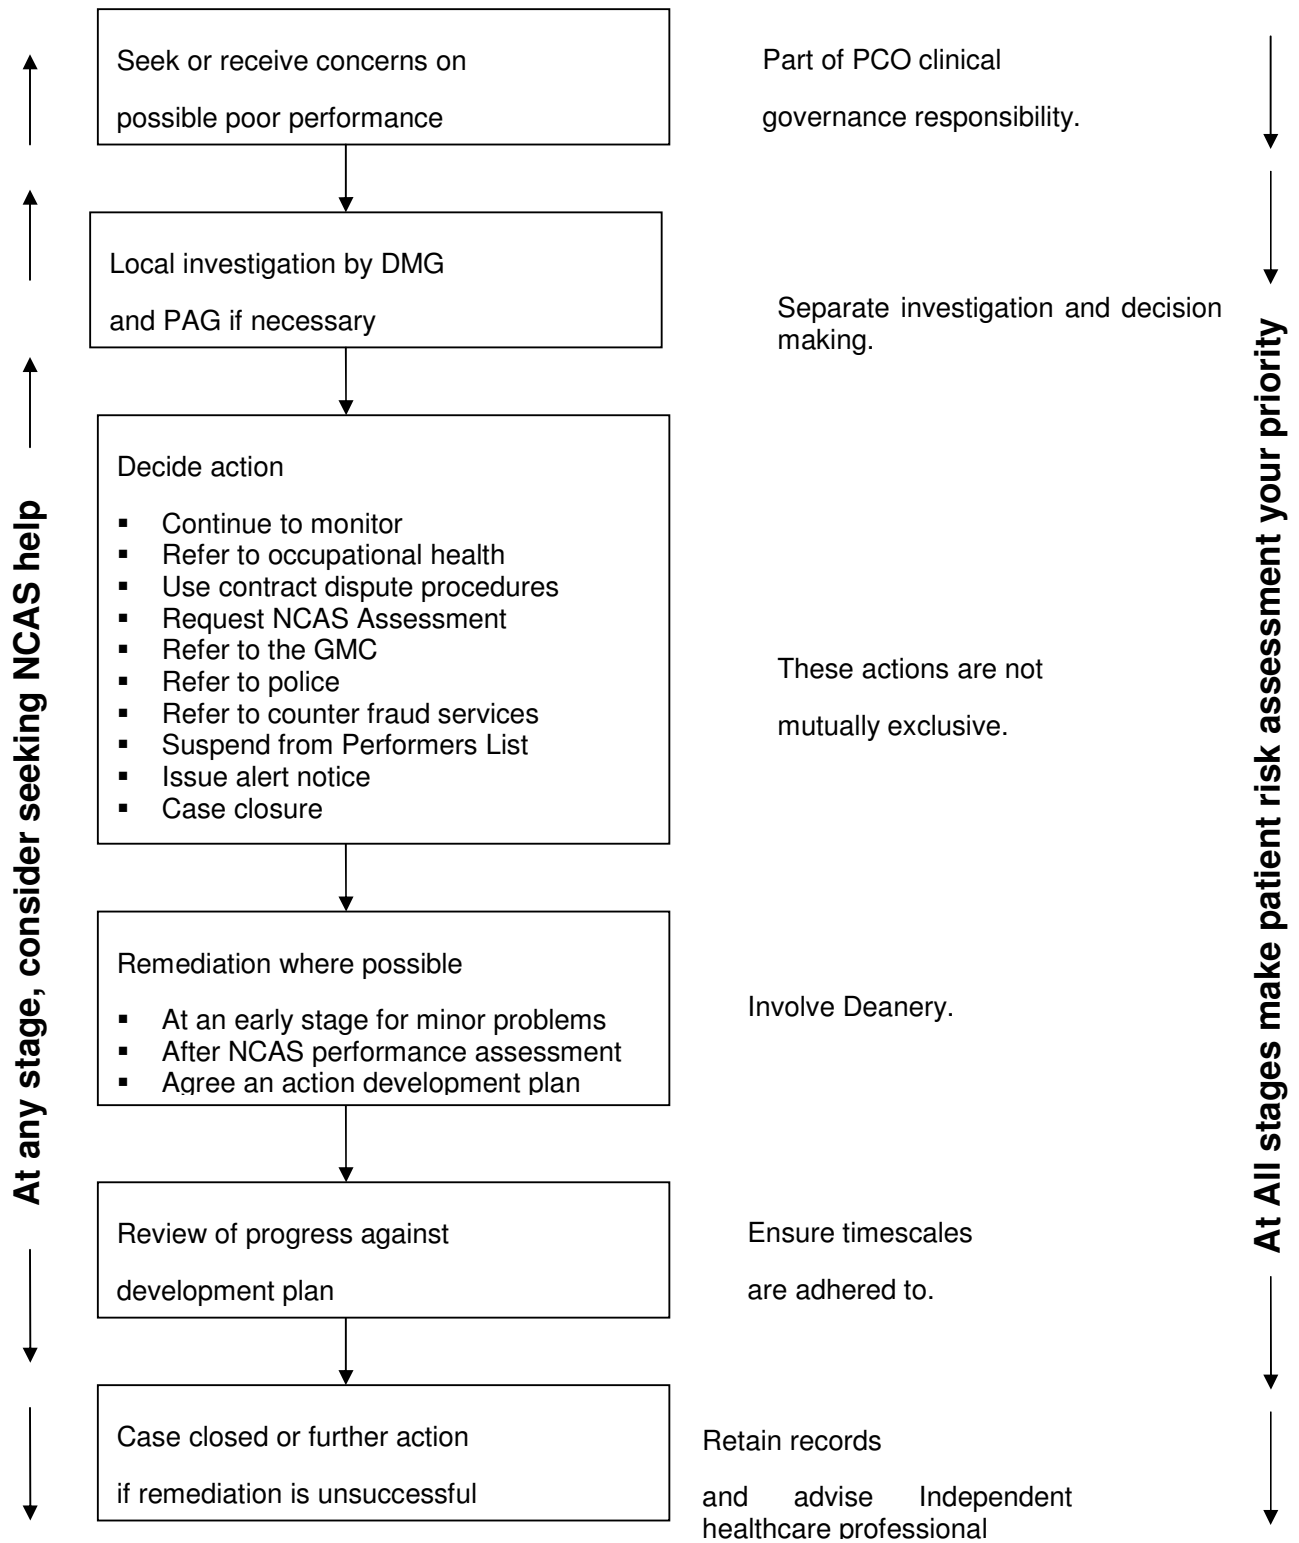 Seek or receive concerns on
possible poor performance
Part of PCO clinical
governance responsibility.
Local investigation by DMG
and PAG if necessary
Separate investigation and decision
making.
Decide action
▪ Continue to monitor
▪ Refer to occupational health
▪ Use contract dispute procedures
▪ Request NCAS Assessment
▪ Refer to the GMC
▪ Refer to police
▪ Refer to counter fraud services
▪ Suspend from Performers List
▪ Issue alert notice
▪ Case closure
These actions are not
mutually exclusive.
Remediation where possible
▪ At an early stage for minor problems
▪ After NCAS performance assessment
▪ Agree an action development plan
Involve Deanery.
Review of progress against
development plan
Ensure timescales
are adhered to.
Case closed or further action
if remediation is unsuccessful
Retain records
and advise Independent
healthcare professional
At any stage, consider seeking NCAS help
At All stages make patient risk assessment your priority